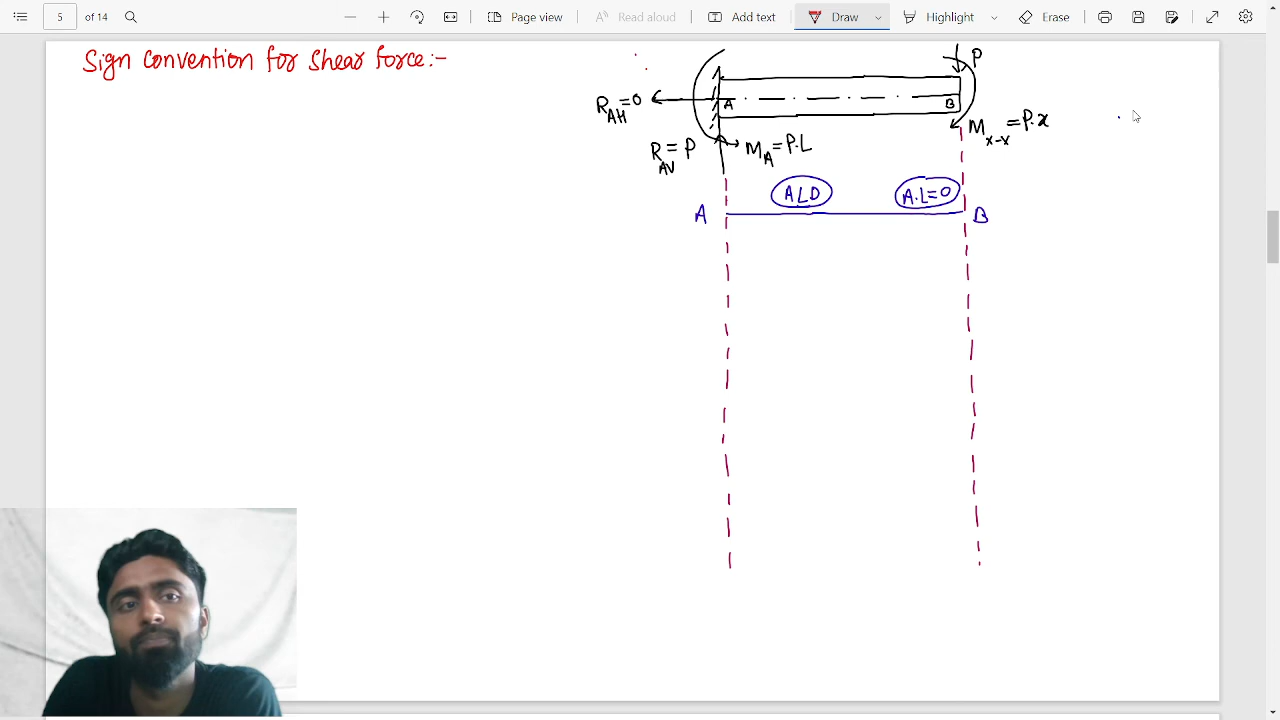 5 of 14
Page view
Read aloud
Add text
Draw
Highlight
Erase
Sign convention for shear force:-
P
R_AH=0
A
B
M_x-x=P.x
R_AV=P
M_A=P.L
ALD
A.L=0
A
B